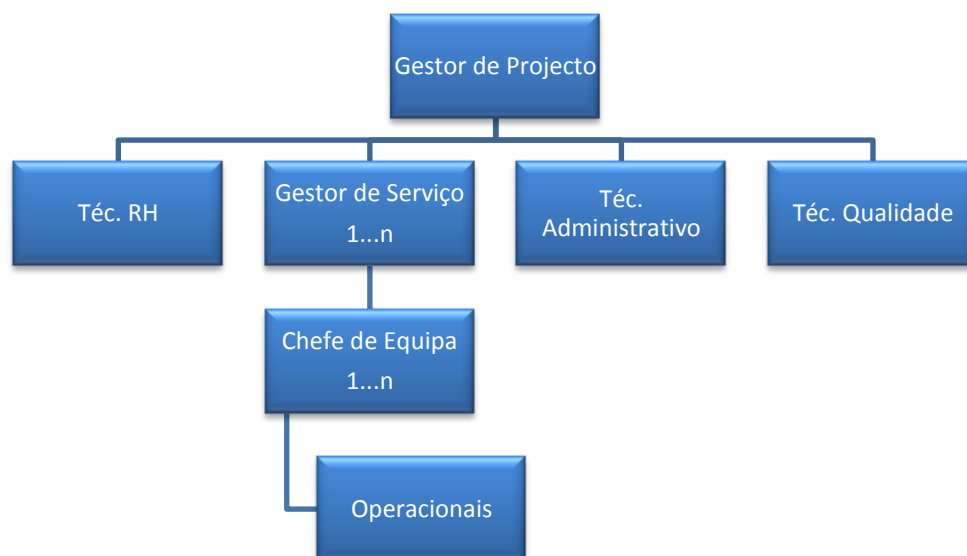 Gestor de Projecto
Téc. RH
Gestor de Serviço
1...n
Téc.
Administrativo
Téc. Qualidade
Chefe de Equipa
1...n
Operacionais